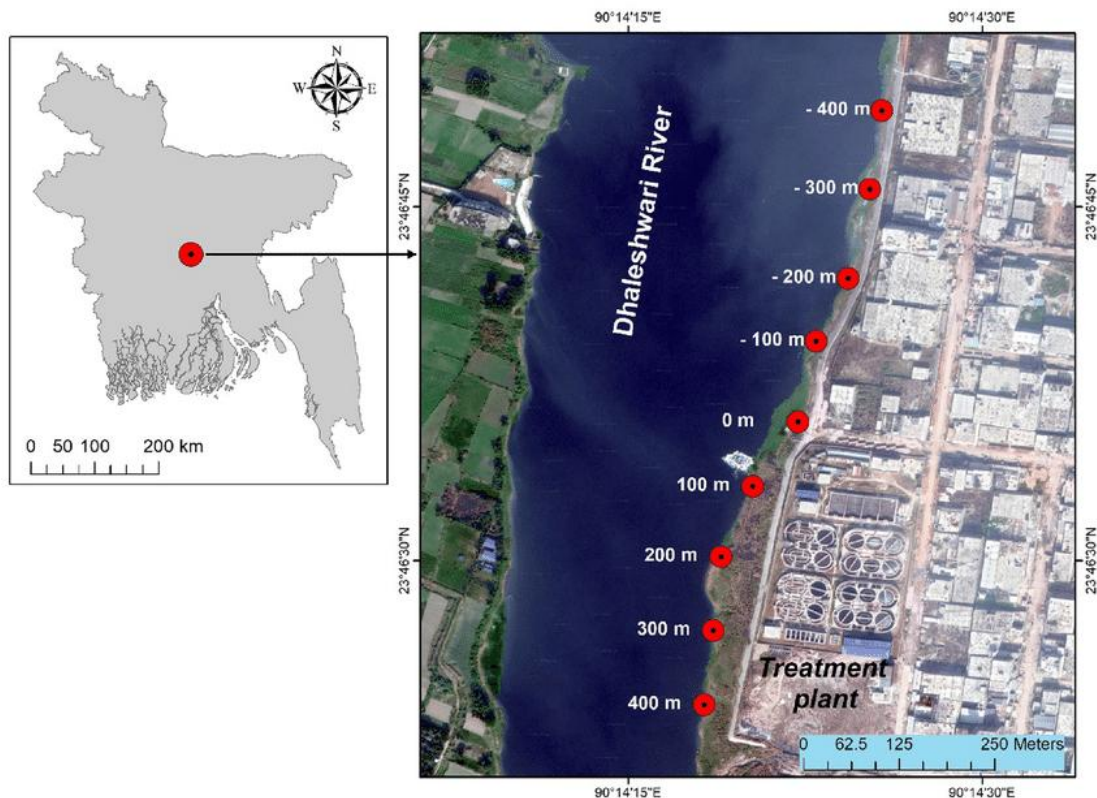 N
W E
S
0 50 100 200 km
90°14'15"E 90°14'30"E
23°46'45"N
23°46'30"N
Dhaleshwari River
- 400 m
- 300 m
- 200 m
- 100 m
0 m
100 m
200 m
300 m
400 m
Treatment
plant
0 62.5 125 250 Meters
23°46'45"N
23°46'30"N
90°14'15"E 90°14'30"E